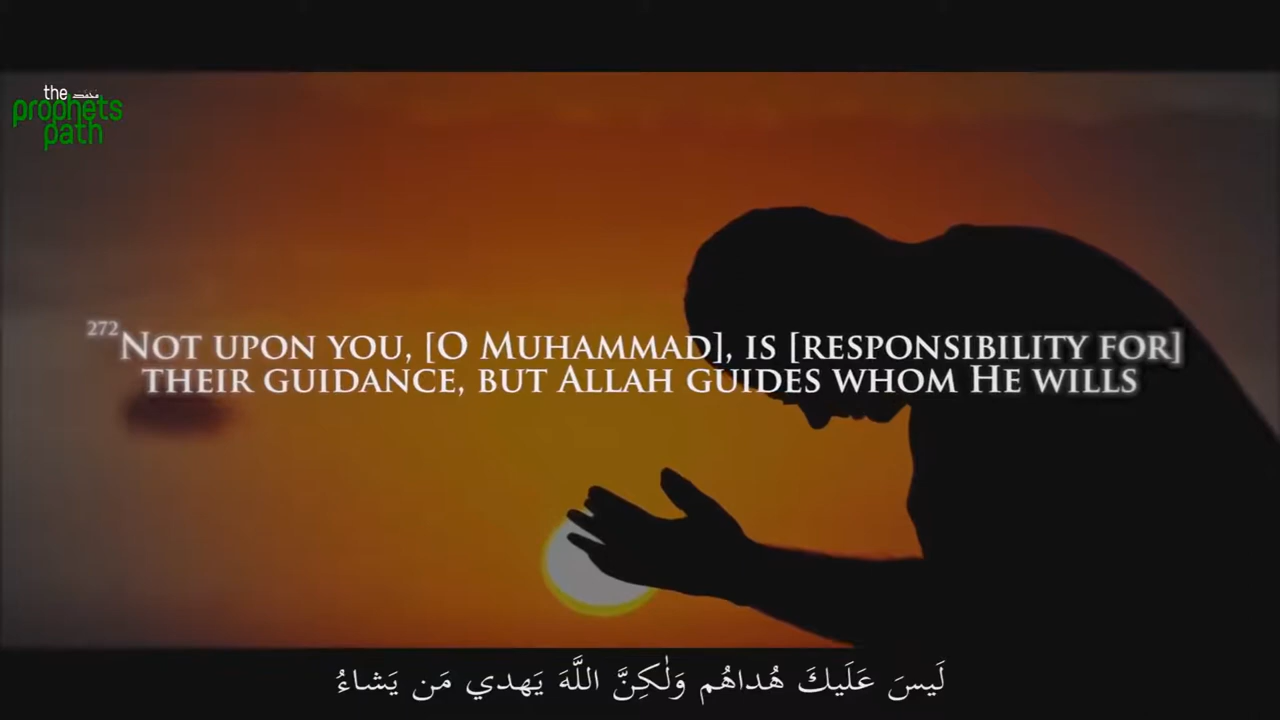 the محمد
prophets
path
272 NOT UPON YOU, [O MUHAMMAD], IS [RESPONSIBILITY FOR]
THEIR GUIDANCE, BUT ALLAH GUIDES WHOM HE WILLS
لَيسَ عَلَيكَ هُداهُم وَلٰكِنَّ اللَّهَ يَهدي مَن يَشاءُ